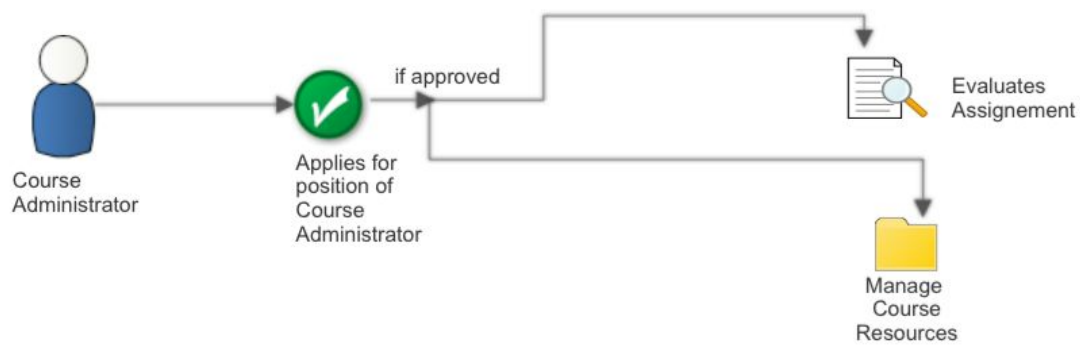 Course
Administrator
Applies for
position of
Course
Administrator
if approved
Evaluates
Assignement
Manage
Course
Resources